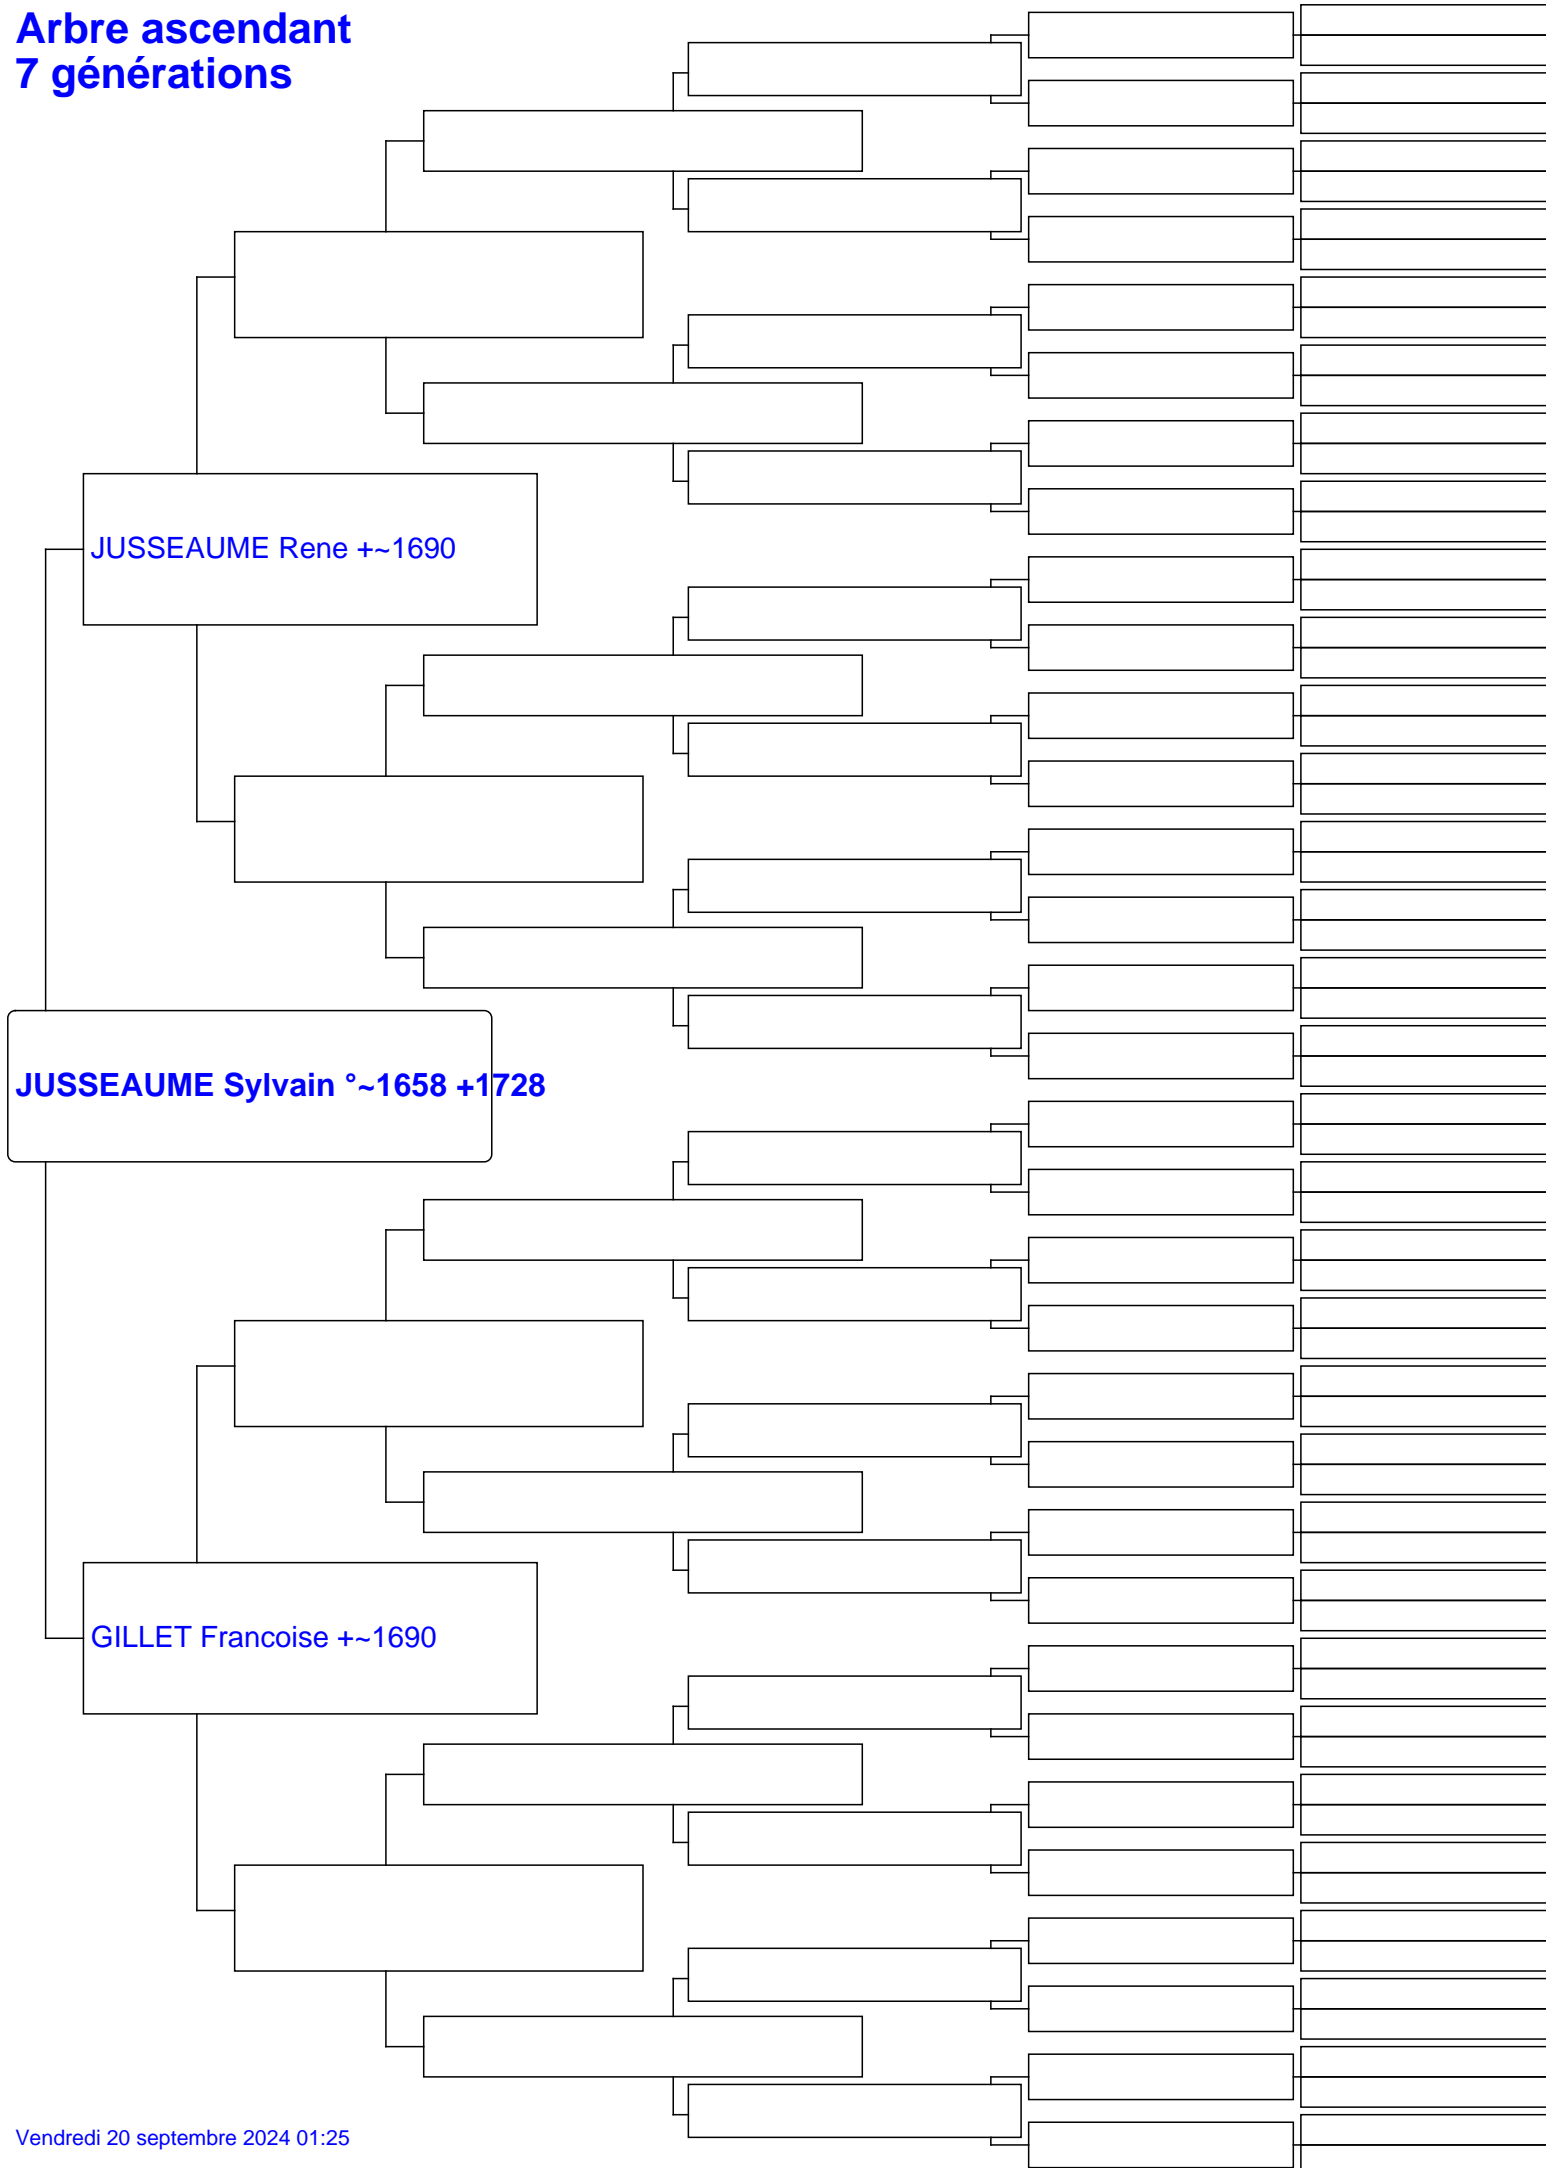 Arbre ascendant
7 générations
JUSSEAUME Rene +~1690
JUSSEAUME Sylvain °~1658 +1728
GILLET Francoise +~1690
Vendredi 20 septembre 2024 01:25